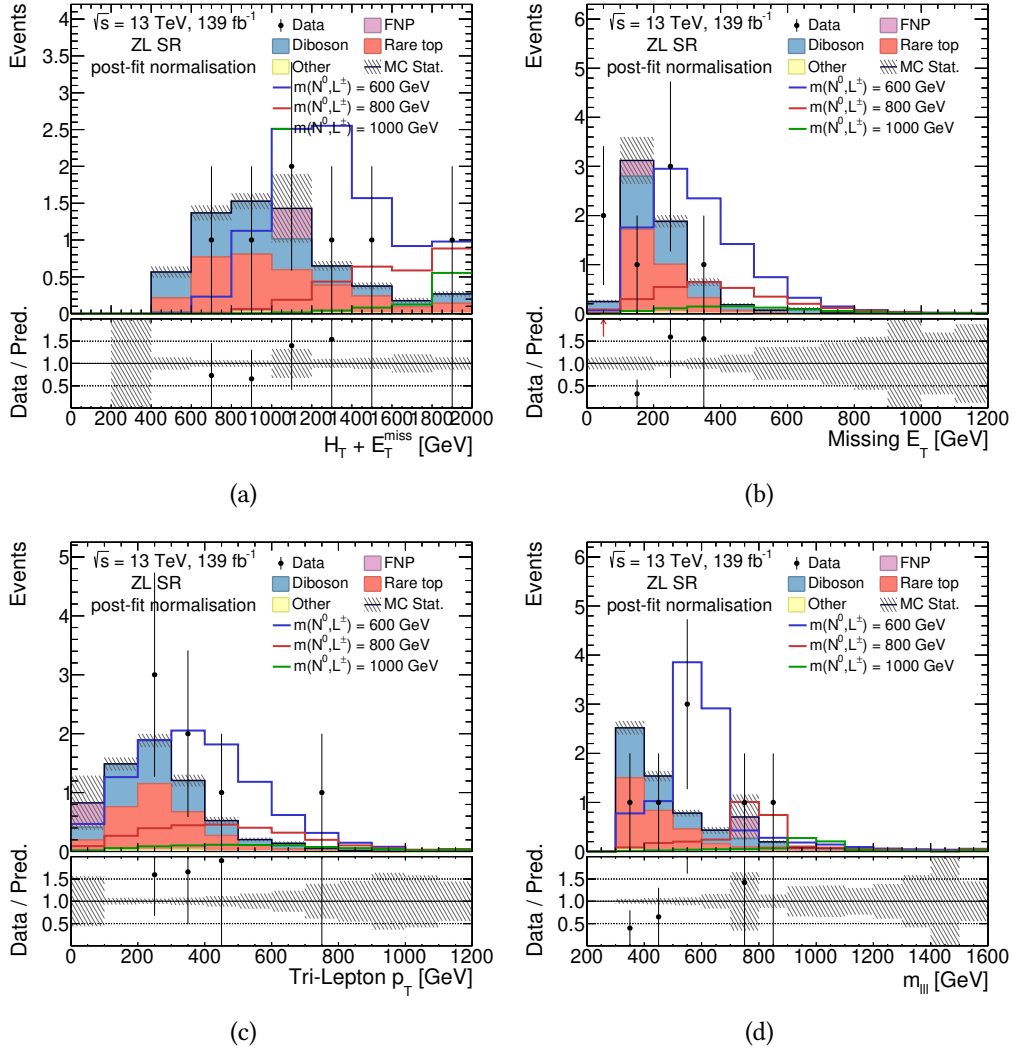 Events
√s = 13 TeV, 139 fb⁻¹
ZL SR
post-fit normalisation
Data
FNP
Diboson
Rare top
Other
MC Stat.
m(N⁰,L±) = 600 GeV
m(N⁰,L±) = 800 GeV
m(N⁰,L±) = 1000 GeV
4
3.5
3
2.5
2
1.5
1
0.5
0
Data / Pred.
1.5
1.0
0.5
0 200 400 600 800 1000 1200 1400 1600 1800 2000
H_T + E_T^miss [GeV]
(a)
Events
√s = 13 TeV, 139 fb⁻¹
ZL SR
post-fit normalisation
Data
FNP
Diboson
Rare top
Other
MC Stat.
m(N⁰,L±) = 600 GeV
m(N⁰,L±) = 800 GeV
m(N⁰,L±) = 1000 GeV
6
5
4
3
2
1
0
Data / Pred.
1.5
1.0
0.5
0 200 400 600 800 1000 1200
Missing E_T [GeV]
(b)
Events
√s = 13 TeV, 139 fb⁻¹
ZL SR
post-fit normalisation
Data
FNP
Diboson
Rare top
Other
MC Stat.
m(N⁰,L±) = 600 GeV
m(N⁰,L±) = 800 GeV
m(N⁰,L±) = 1000 GeV
5
4
3
2
1
0
Data / Pred.
1.5
1.0
0.5
0 200 400 600 800 1000 1200
Tri-Lepton p_T [GeV]
(c)
Events
√s = 13 TeV, 139 fb⁻¹
ZL SR
post-fit normalisation
Data
FNP
Diboson
Rare top
Other
MC Stat.
m(N⁰,L±) = 600 GeV
m(N⁰,L±) = 800 GeV
m(N⁰,L±) = 1000 GeV
6
5
4
3
2
1
0
Data / Pred.
1.5
1.0
0.5
200 400 600 800 1000 1200 1400 1600
m_lll [GeV]
(d)